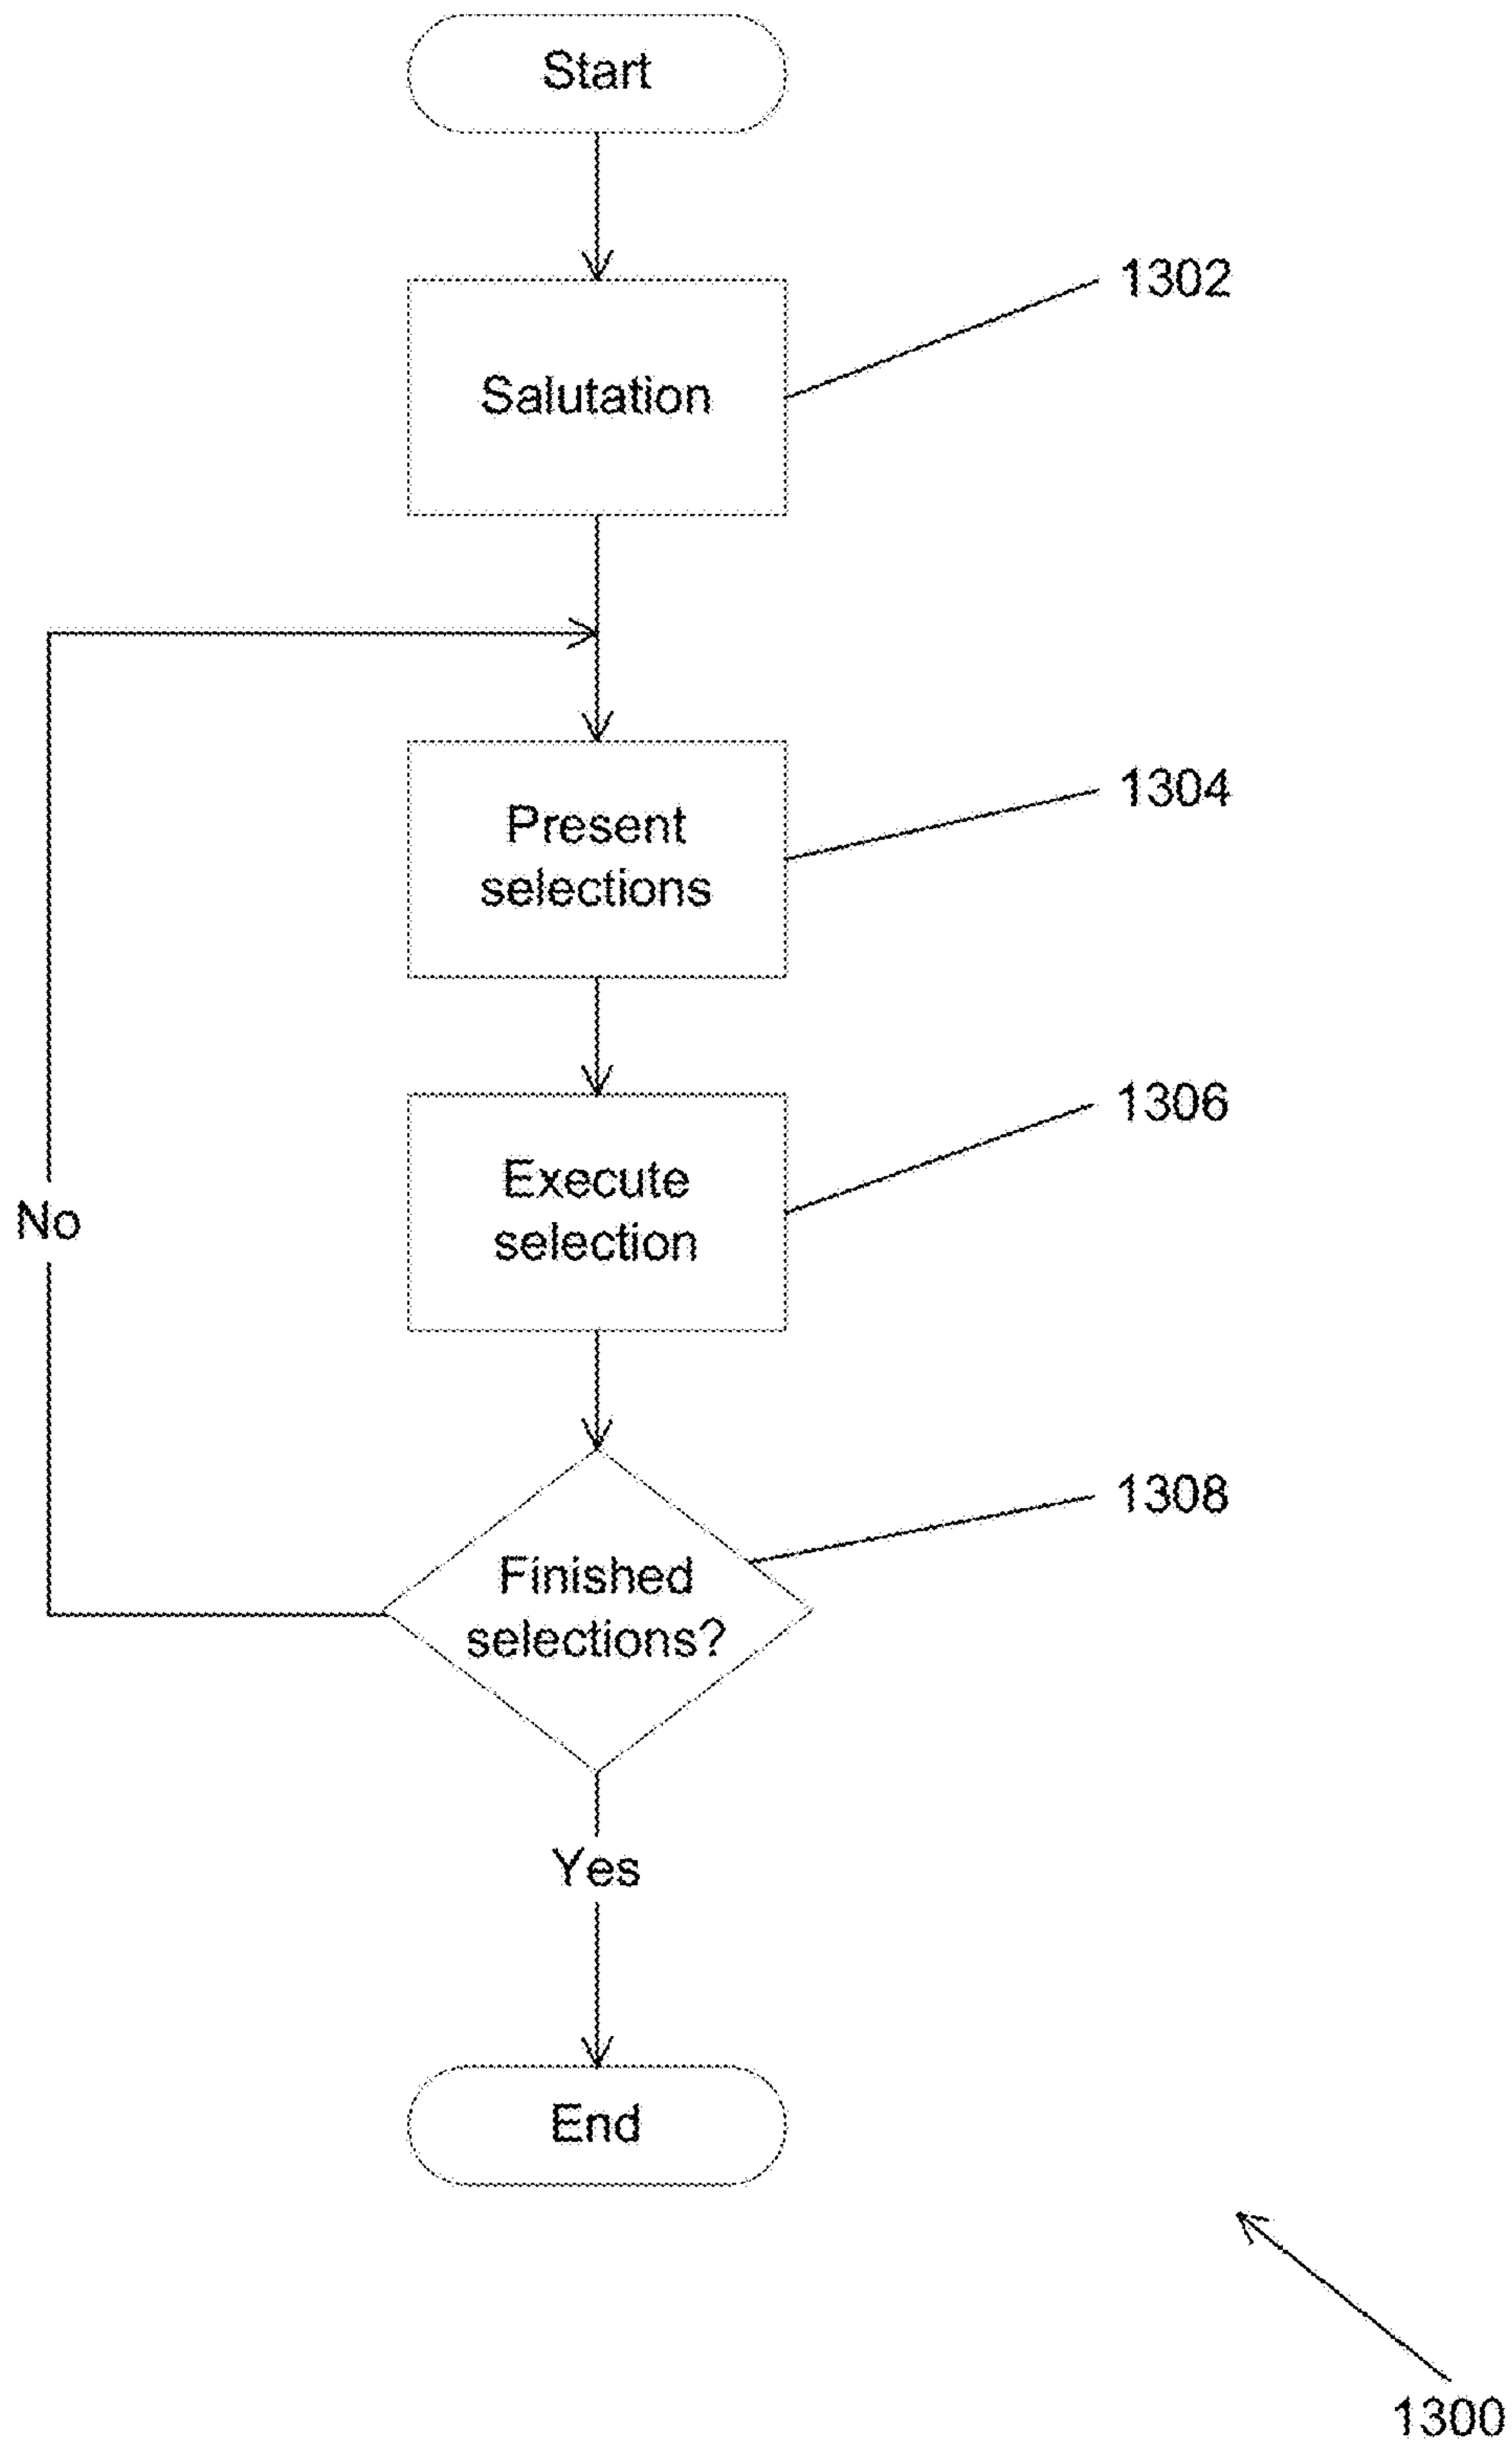 Start
1302
Salutation
1304
Present
selections
1306
Execute
selection
No
1308
Finished
selections?
Yes
End
1300